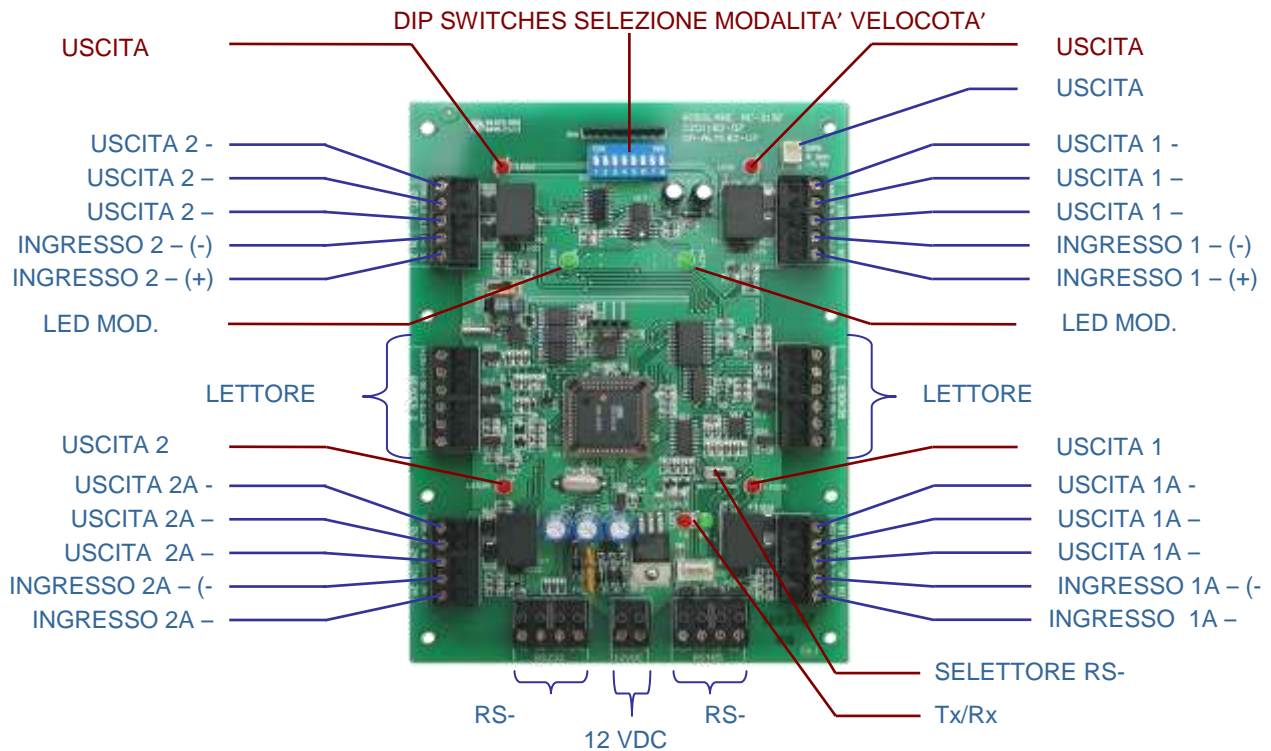 DIP SWITCHES SELEZIONE MODALITA’ VELOCOTA’
USCITA
USCITA
USCITA
USCITA 2 -
USCITA 2 –
USCITA 2 –
INGRESSO 2 – (-)
INGRESSO 2 – (+)
USCITA 1 -
USCITA 1 –
USCITA 1 –
INGRESSO 1 – (-)
INGRESSO 1 – (+)
LED MOD.
LED MOD.
LETTORE
LETTORE
USCITA 2
USCITA 1
USCITA 2A -
USCITA 2A –
USCITA 2A –
INGRESSO 2A – (-
INGRESSO 2A –
USCITA 1A -
USCITA 1A –
USCITA 1A –
INGRESSO 1A – (-
INGRESSO 1A –
SELETTORE RS-
Tx/Rx
RS-
RS-
12 VDC